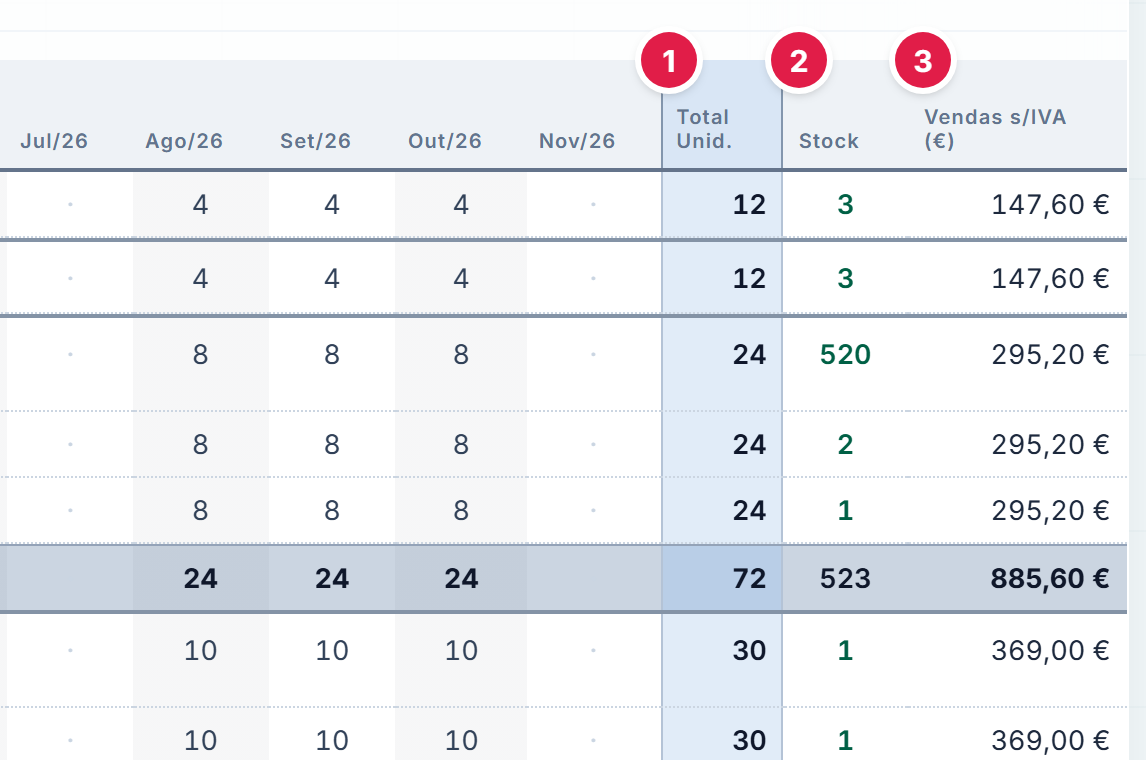 1 2 3
Jul/26 Ago/26 Set/26 Out/26 Nov/26 Total Unid. Stock Vendas s/IVA (€)
· 4 4 4 · 12 3 147,60 €
· 4 4 4 · 12 3 147,60 €
· 8 8 8 · 24 520 295,20 €
· 8 8 8 · 24 2 295,20 €
· 8 8 8 · 24 1 295,20 €
24 24 24 72 523 885,60 €
· 10 10 10 · 30 1 369,00 €
· 10 10 10 · 30 1 369,00 €